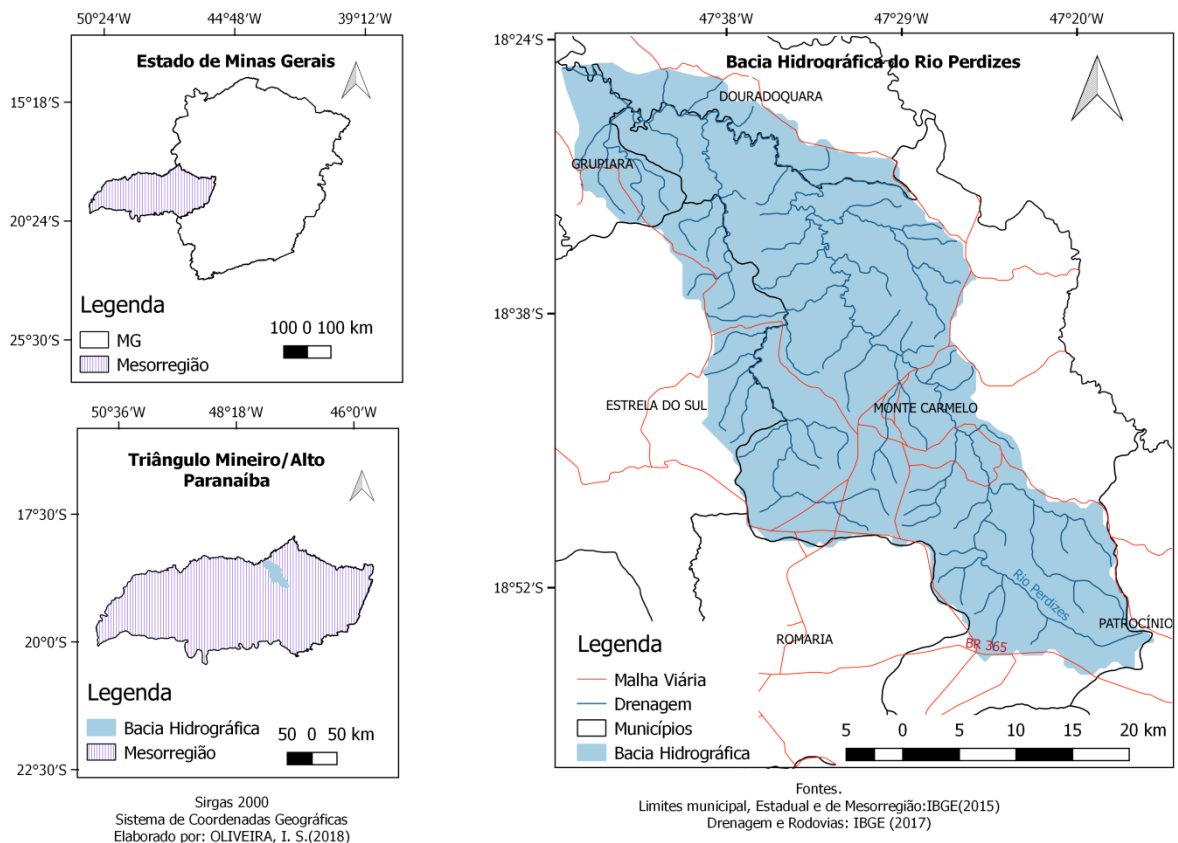 50°24'W 44°48'W 39°12'W
Estado de Minas Gerais
15°18'S
20°24'S
25°30'S
Legenda
MG
Mesorregião
100 0 100 km
50°36'W 48°18'W 46°0'W
Triângulo Mineiro/Alto
Paranaíba
17°30'S
20°0'S
22°30'S
Legenda
Bacia Hidrográfica
Mesorregião
50 0 50 km
Sirgas 2000
Sistema de Coordenadas Geográficas
Elaborado por: OLIVEIRA, I. S.(2018)
47°38'W 47°29'W 47°20'W
18°24'S
Bacia Hidrográfica do Rio Perdizes
DOURADOQUARA
GRUPIARA
18°38'S
ESTRELA DO SUL
MONTE CARMELO
18°52'S
Rio Perdizes
PATROCÍNIO
ROMARIA
BR 365
Legenda
Malha Viária
Drenagem
Municípios
Bacia Hidrográfica
5 0 5 10 15 20 km
Fontes.
Limites municipal, Estadual e de Mesorregião:IBGE(2015)
Drenagem e Rodovias: IBGE (2017)